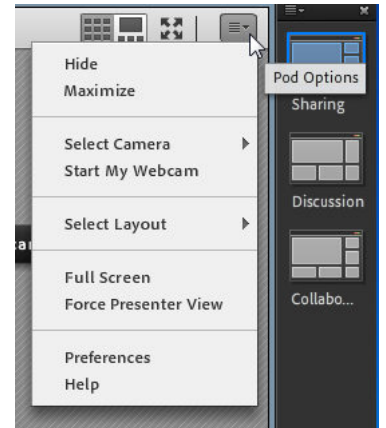 Hide
Maximize
Select Camera
Start My Webcam
Select Layout
Full Screen
Force Presenter View
Preferences
Help
Pod Options
Sharing
Discussion
Collabo...